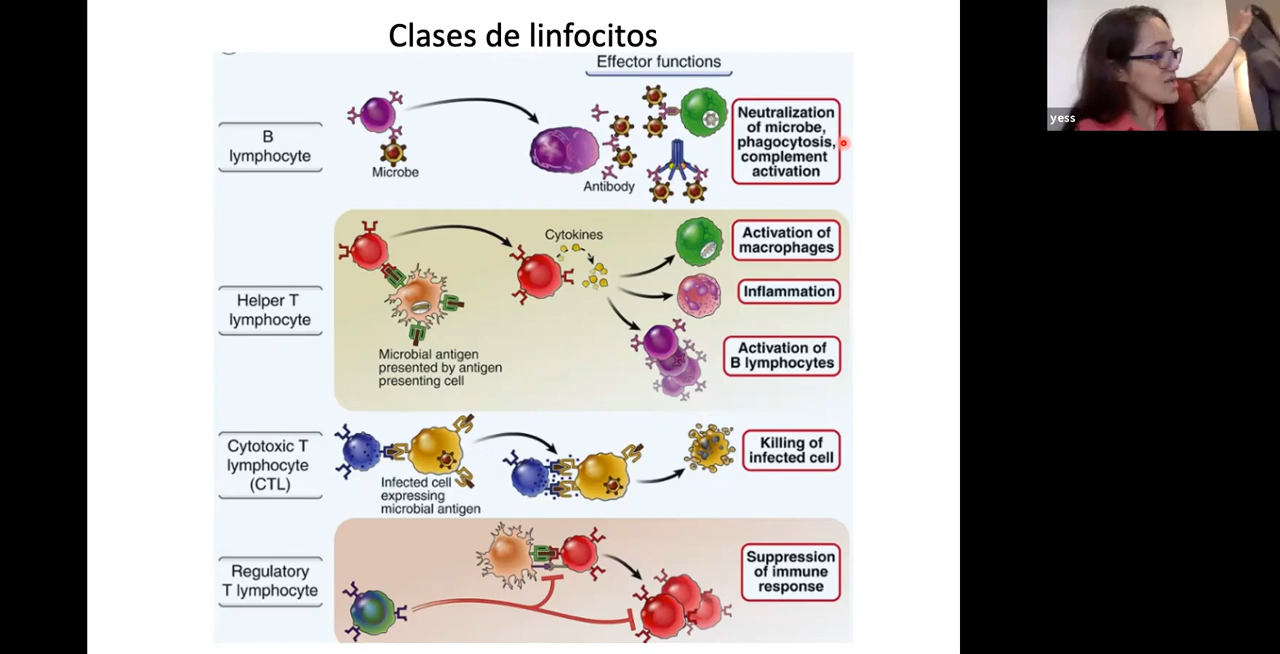 Clases de linfocitos
Effector functions
B
lymphocyte
Microbe
Antibody
Neutralization
of microbe,
phagocytosis,
complement
activation
Helper T
lymphocyte
Microbial antigen
presented by antigen
presenting cell
Cytokines
Activation of
macrophages
Inflammation
Activation of
B lymphocytes
Cytotoxic T
lymphocyte
(CTL)
Infected cell
expressing
microbial antigen
Killing of
infected cell
Regulatory
T lymphocyte
Suppression
of immune
response
yess